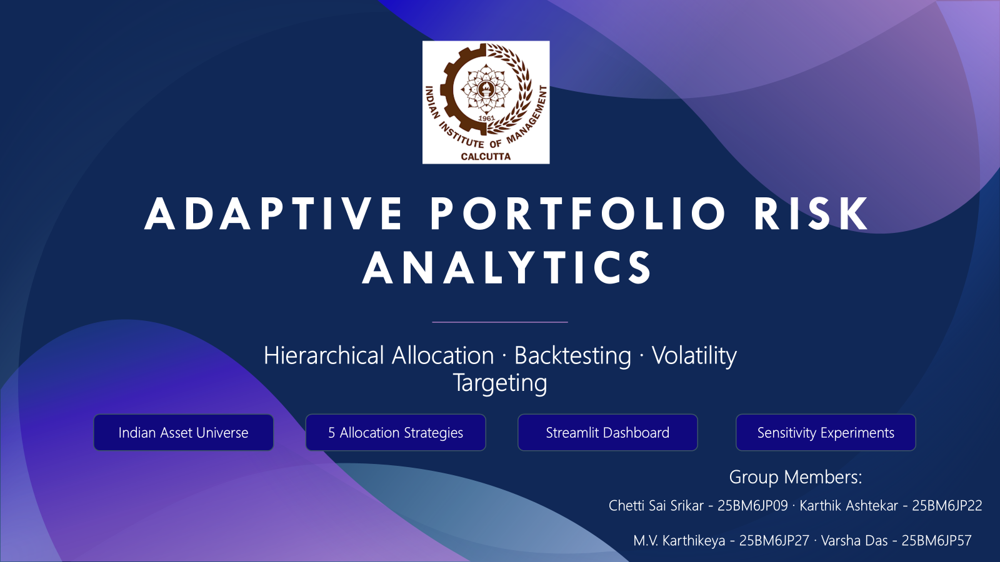 1961
INDIAN INSTITUTE OF MANAGEMENT
CALCUTTA
ADAPTIVE PORTFOLIO RISK
ANALYTICS
Hierarchical Allocation · Backtesting · Volatility
Targeting
Indian Asset Universe
5 Allocation Strategies
Streamlit Dashboard
Sensitivity Experiments
Group Members:
Chetti Sai Srikar - 25BM6JP09 · Karthik Ashtekar - 25BM6JP22
M.V. Karthikeya - 25BM6JP27 · Varsha Das - 25BM6JP57